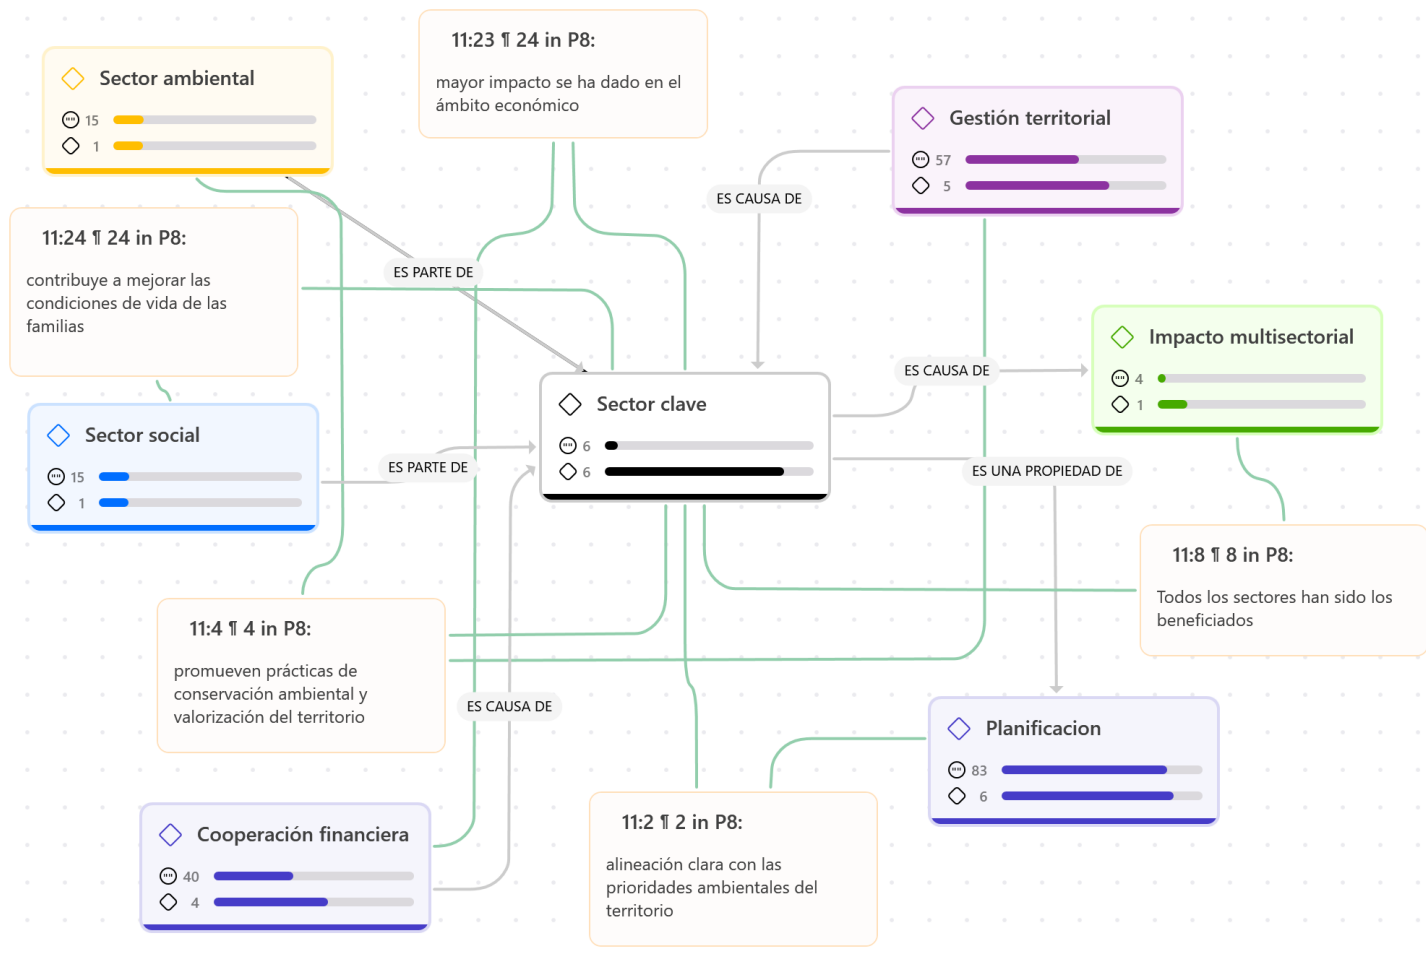 11:23 ¶ 24 in P8:
mayor impacto se ha dado en el
ámbito económico
Sector ambiental
15
1
Gestión territorial
57
5
ES CAUSA DE
11:24 ¶ 24 in P8:
contribuye a mejorar las
condiciones de vida de las
familias
ES PARTE DE
Impacto multisectorial
4
1
ES CAUSA DE
Sector clave
6
6
Sector social
15
1
ES PARTE DE
ES UNA PROPIEDAD DE
11:8 ¶ 8 in P8:
Todos los sectores han sido los
beneficiados
11:4 ¶ 4 in P8:
promueven prácticas de
conservación ambiental y
valorización del territorio
ES CAUSA DE
Planificacion
83
6
Cooperación financiera
40
4
11:2 ¶ 2 in P8:
alineación clara con las
prioridades ambientales del
territorio